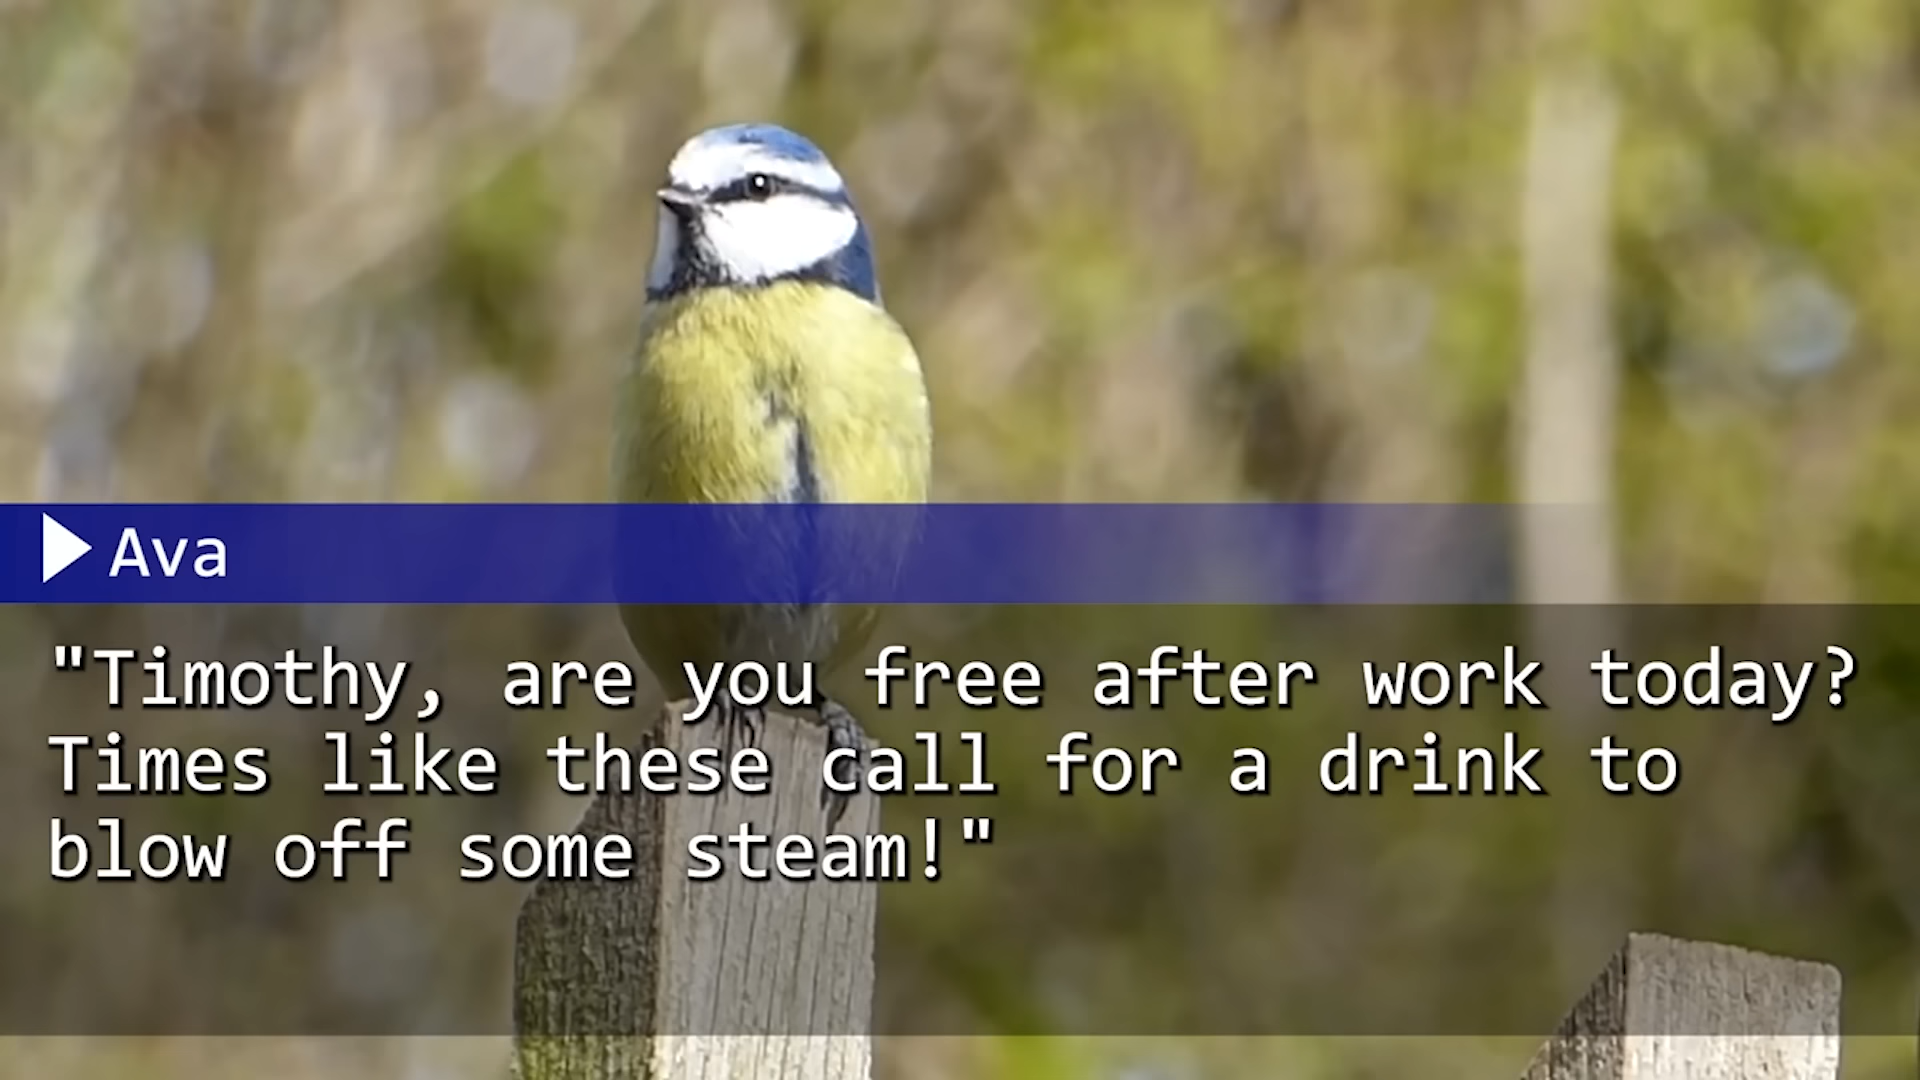 Ava
"Timothy, are you free after work today?
Times like these call for a drink to
blow off some steam!"